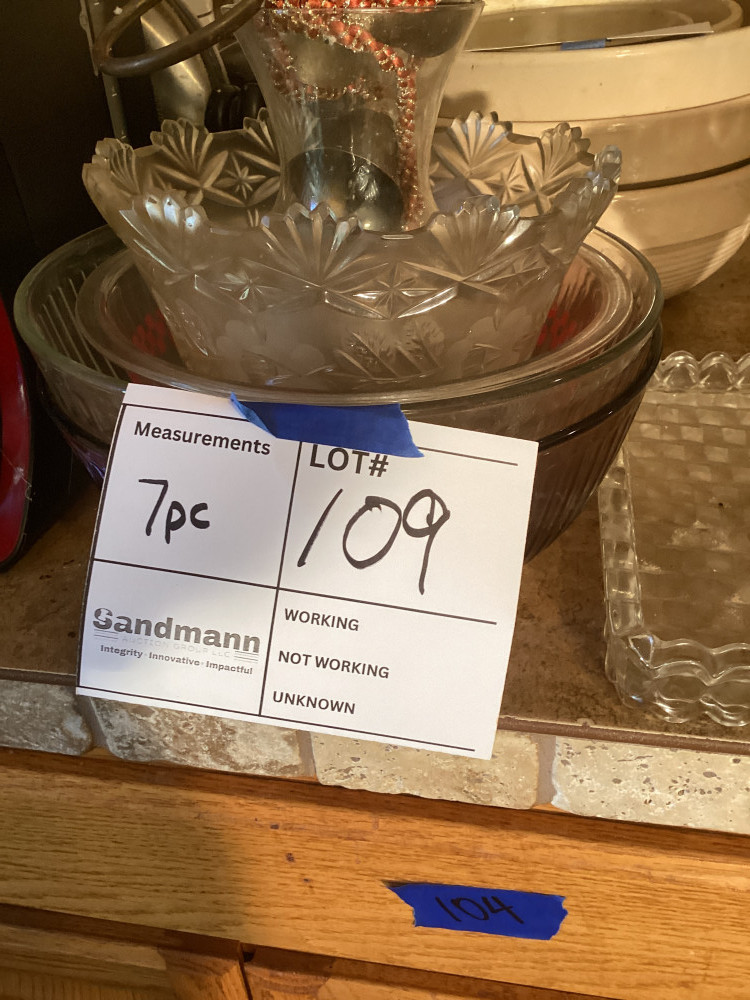 Measurements
7pc
LOT#
109
Sandmann
AUCTION GROUP LLC
Integrity · Innovative · Impactful
WORKING
NOT WORKING
UNKNOWN
104